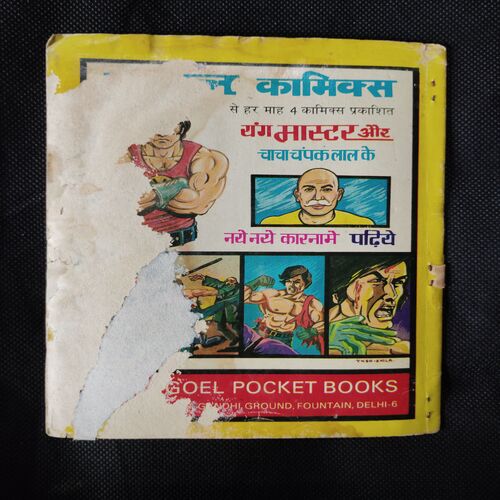 कामिक्स
से हर माह 4 कामिक्स प्रकाशित
यंग मास्टर और
चाचा चंपक लाल के
नये नये कारनामे पढ़िये
GOEL POCKET BOOKS
GROUND, FOUNTAIN, DELHI-6